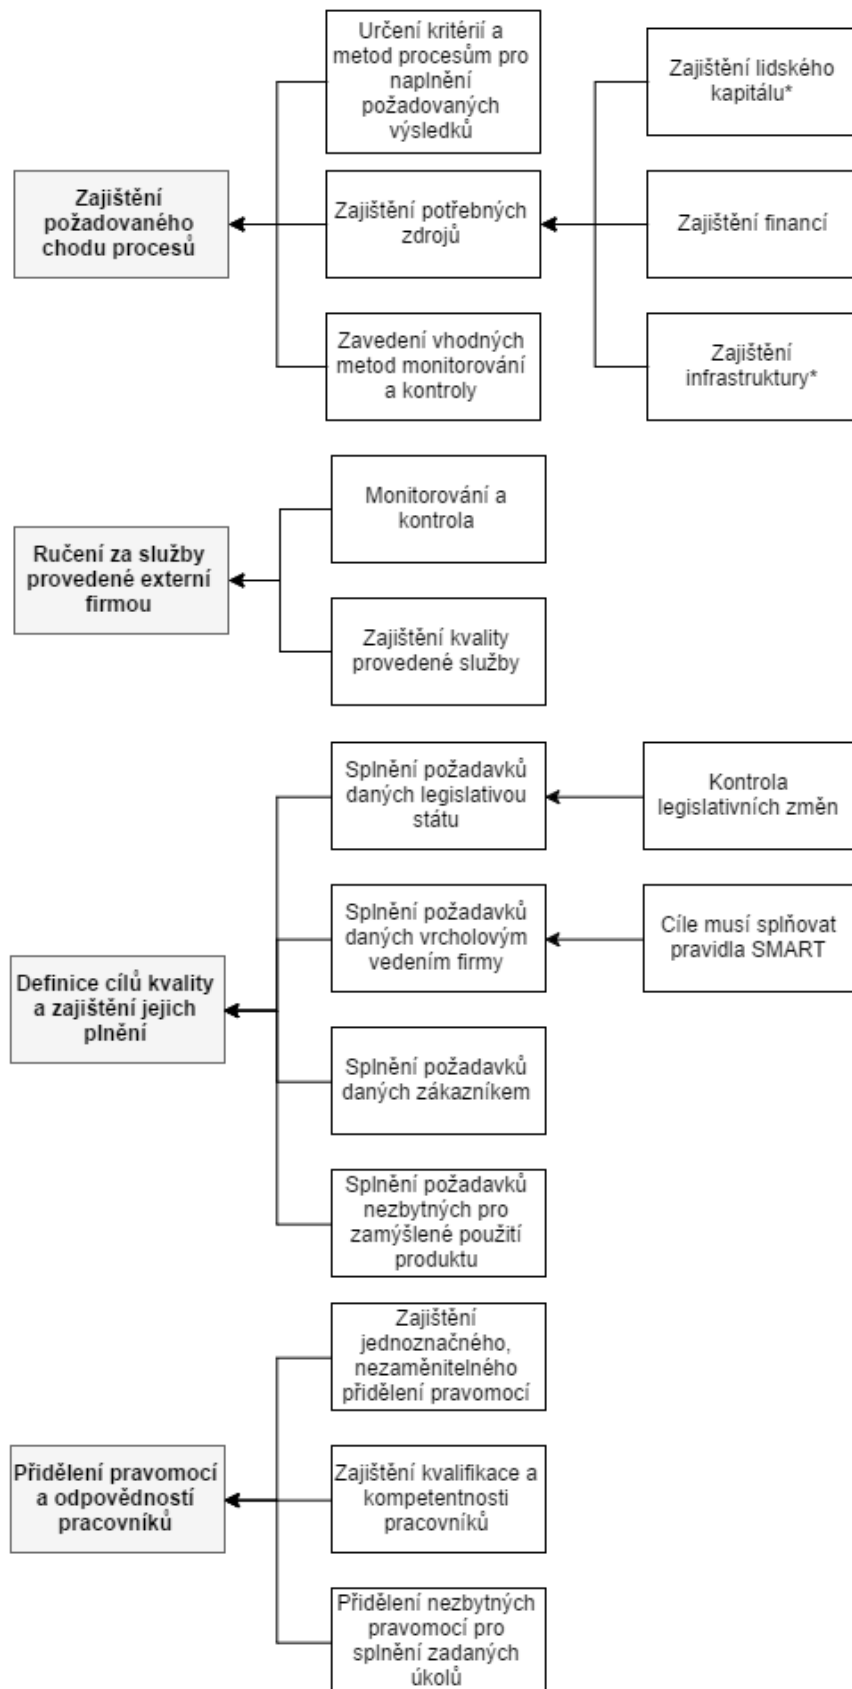 Určení kritérií a
metod procesům pro
naplnění
požadovaných
výsledků
Zajištění lidského
kapitálu*
Zajištění
požadovaného
chodu procesů
Zajištění potřebných
zdrojů
Zajištění financí
Zavedení vhodných
metod monitorování
a kontroly
Zajištění
infrastruktury*
Monitorování a
kontrola
Ručení za služby
provedené externí
firmou
Zajištění kvality
provedené služby
Splnění požadavků
daných legislativou
státu
Kontrola
legislativních změn
Splnění požadavků
daných vrcholovým
vedením firmy
Cíle musí splňovat
pravidla SMART
Definice cílů kvality
a zajištění jejich
plnění
Splnění požadavků
daných zákazníkem
Splnění požadavků
nezbytných pro
zamýšlené použití
produktu
Zajištění
jednoznačného,
nezaměnitelného
přidělení pravomocí
Přidělení pravomocí
a odpovědností
pracovníků
Zajištění kvalifikace a
kompetentnosti
pracovníků
Přidělení nezbytných
pravomocí pro
splnění zadaných
úkolů